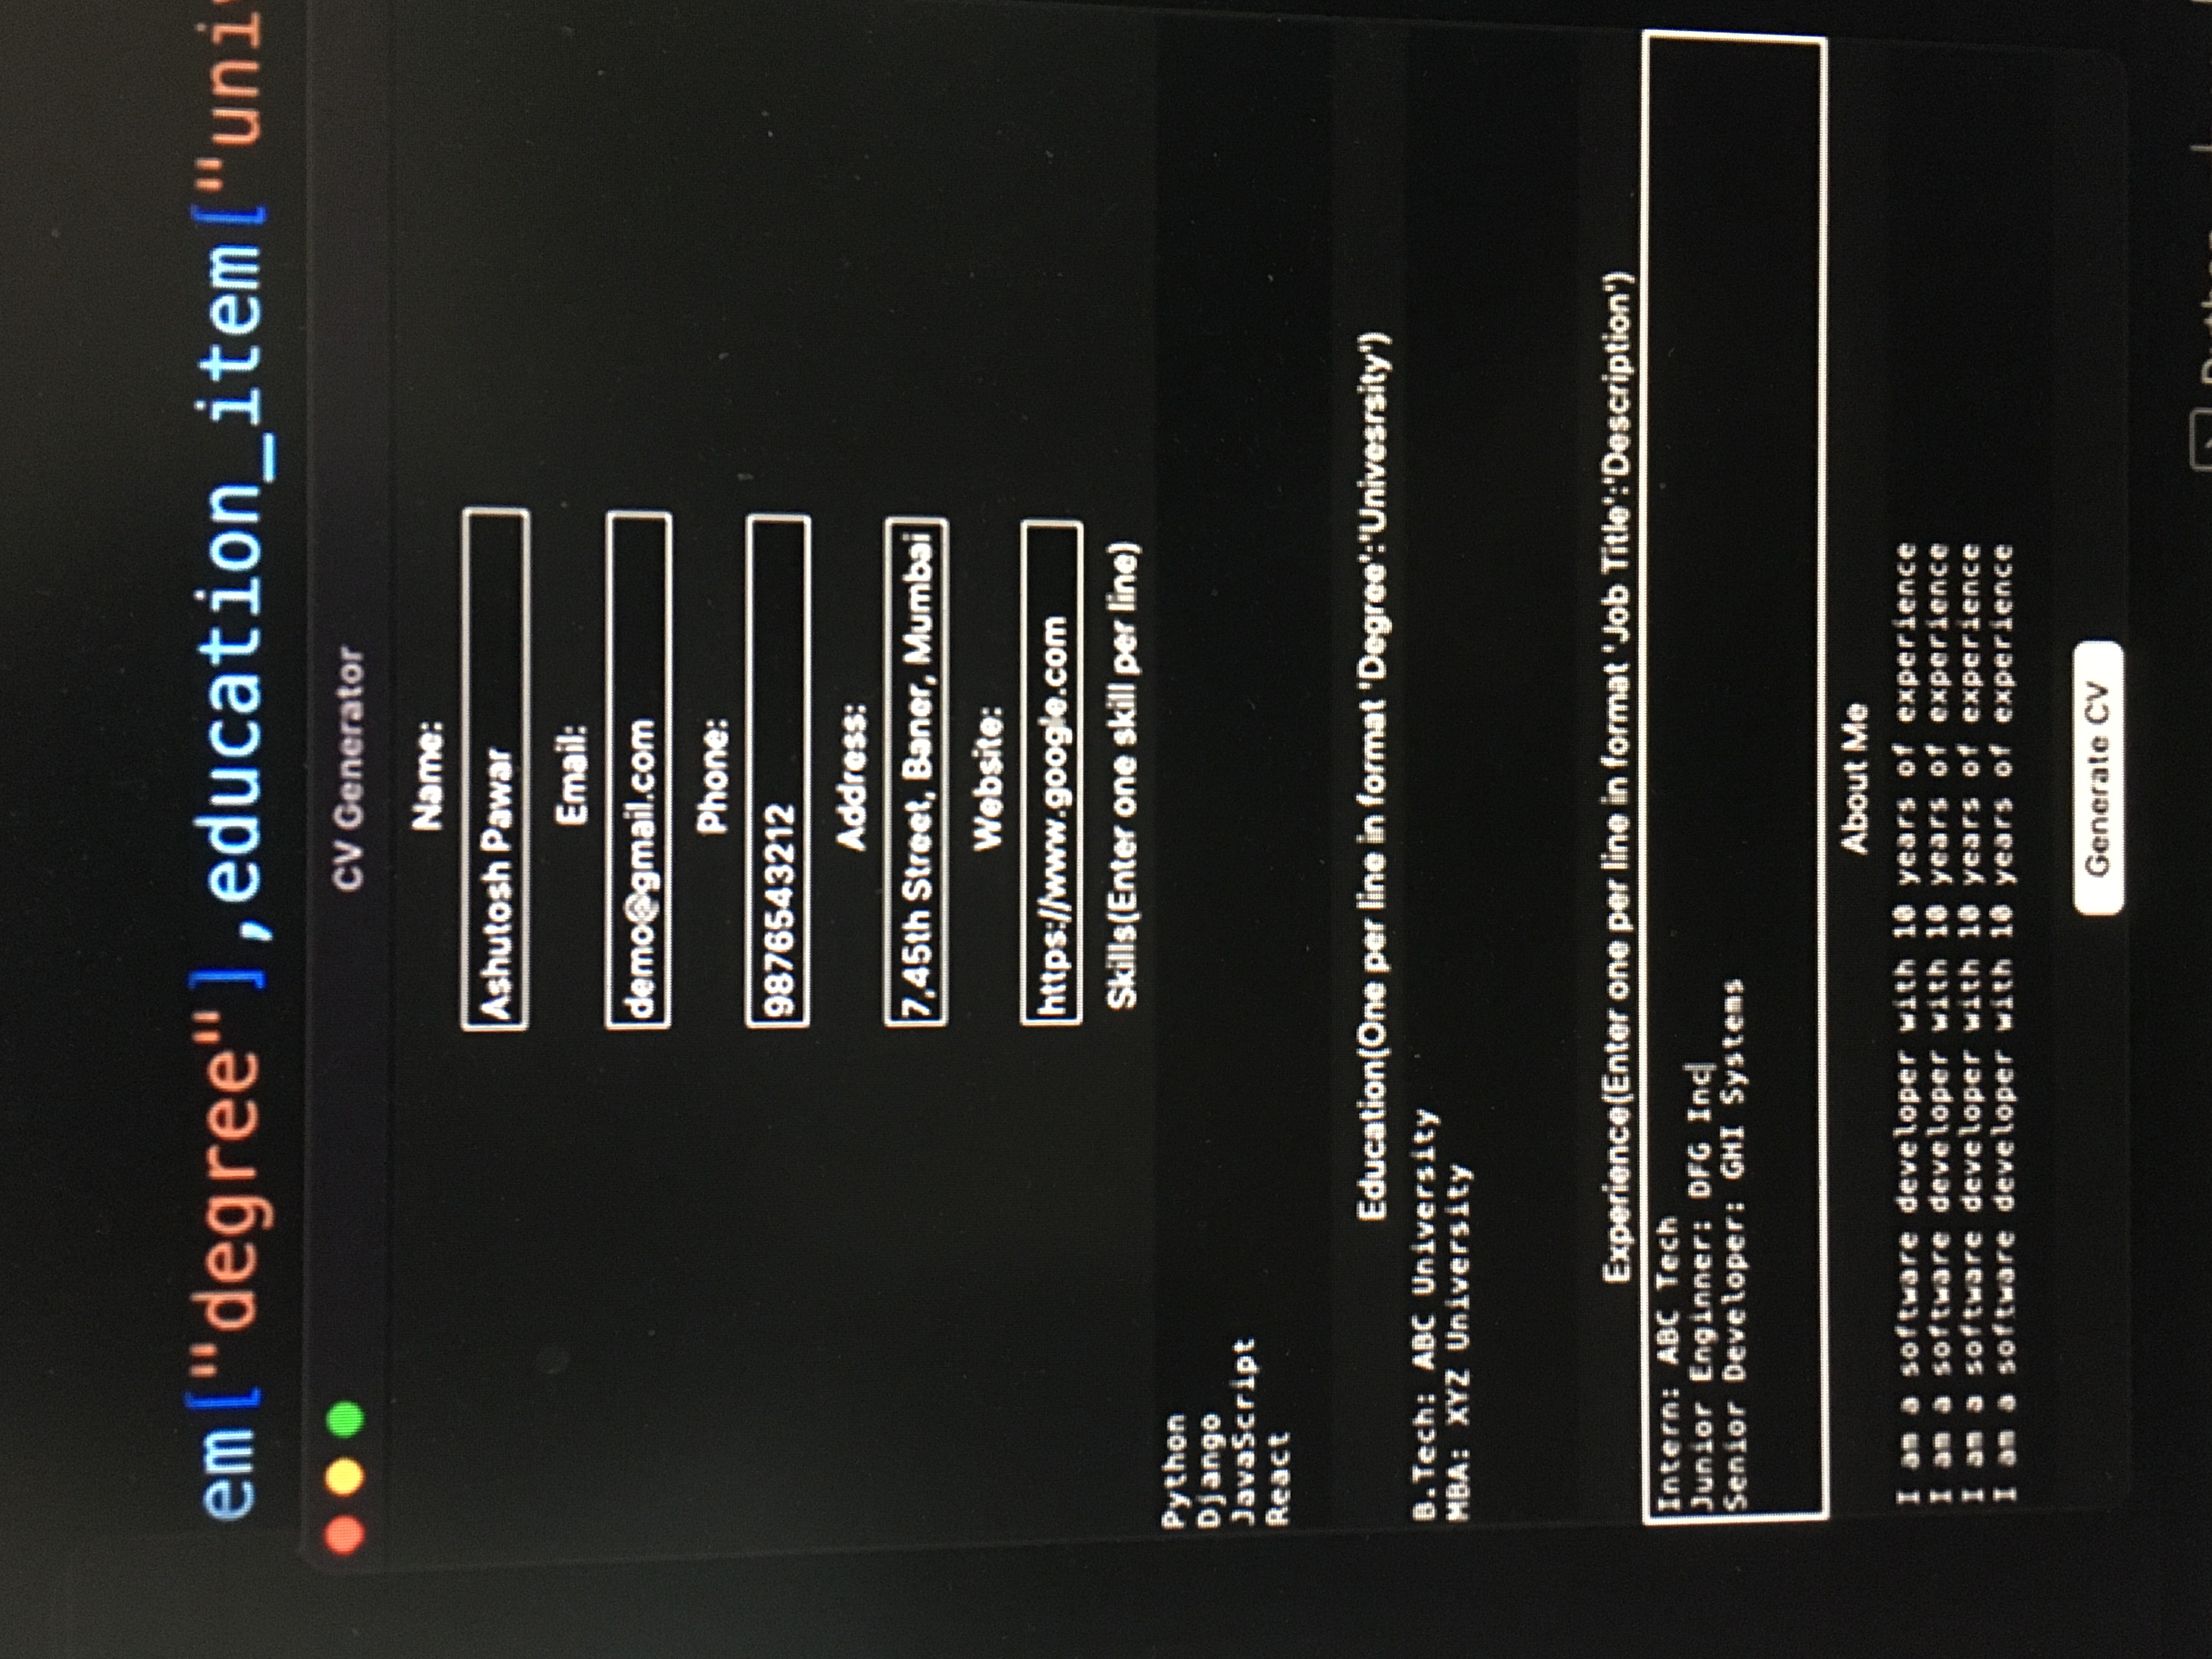 em["degree"],education_item["univ
CV Generator
Name:
Ashutosh Pawar
Email:
demo@gmail.com
Phone:
9876543212
Address:
7,45th Street, Baner, Mumbai
Website:
https://www.google.com
Skills(Enter one skill per line)
Python
Django
JavaScript
React
Education(One per line in format 'Degree':'Univesrsity')
B.Tech: ABC University
MBA: XYZ University
Experience(Enter one per line in format 'Job Title':'Description')
Intern: ABC Tech
Junior Enginner: DFG Inc
Senior Developer: GHI Systems
About Me
I am a software developer with 10 years of experience
I am a software developer with 10 years of experience
I am a software developer with 10 years of experience
I am a software developer with 10 years of experience
Generate CV
Python